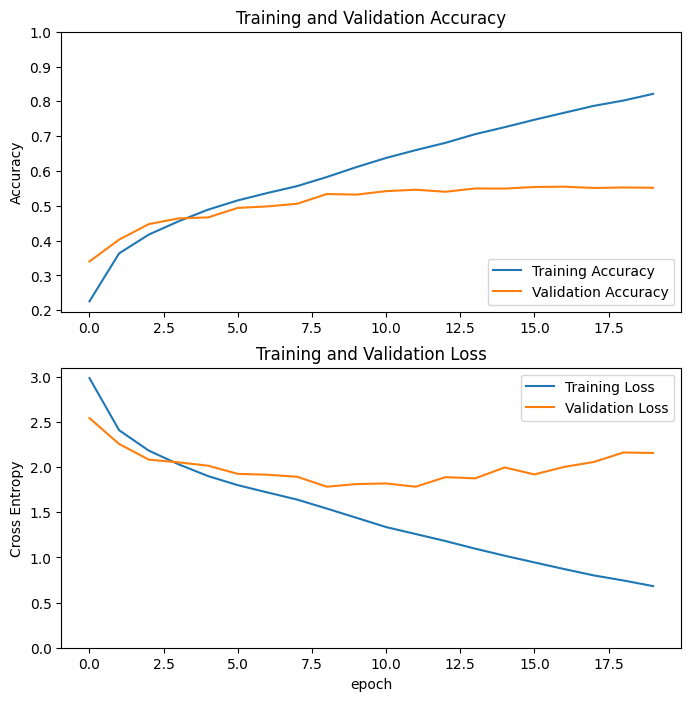 Training and Validation Accuracy
1.0
0.9
0.8
0.7
0.6
0.5
0.4
0.3
0.2
Accuracy
Training Accuracy
Validation Accuracy
0.0 2.5 5.0 7.5 10.0 12.5 15.0 17.5
Training and Validation Loss
3.0
2.5
2.0
1.5
1.0
0.5
0.0
Cross Entropy
Training Loss
Validation Loss
0.0 2.5 5.0 7.5 10.0 12.5 15.0 17.5
epoch